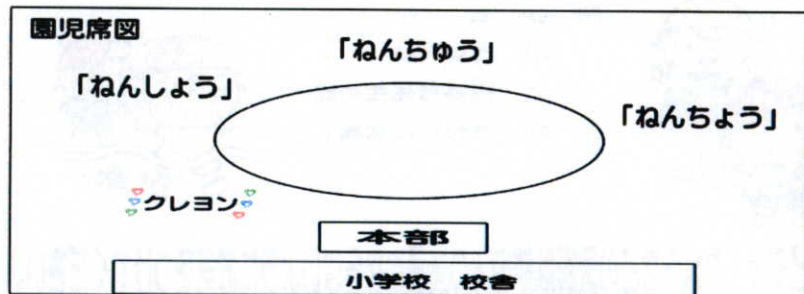 園児席図
「ねんちゅう」
「ねんしょう」
「ねんちょう」
クレヨン
本部
小学校 校舎